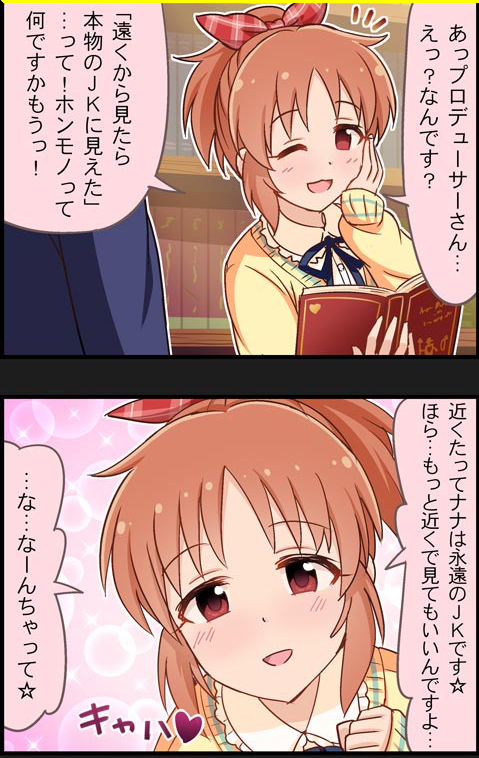 あっプロデューサーさん…
えっ？なんです？
「遠くから見たら
本物のＪＫに見えた」
…って！ホンモノって
何ですかもうっ！
近くたってナナは永遠のＪＫです☆
ほら…もっと近くで見てもいいんですよ…
…な…なーんちゃって☆
キャハ♥